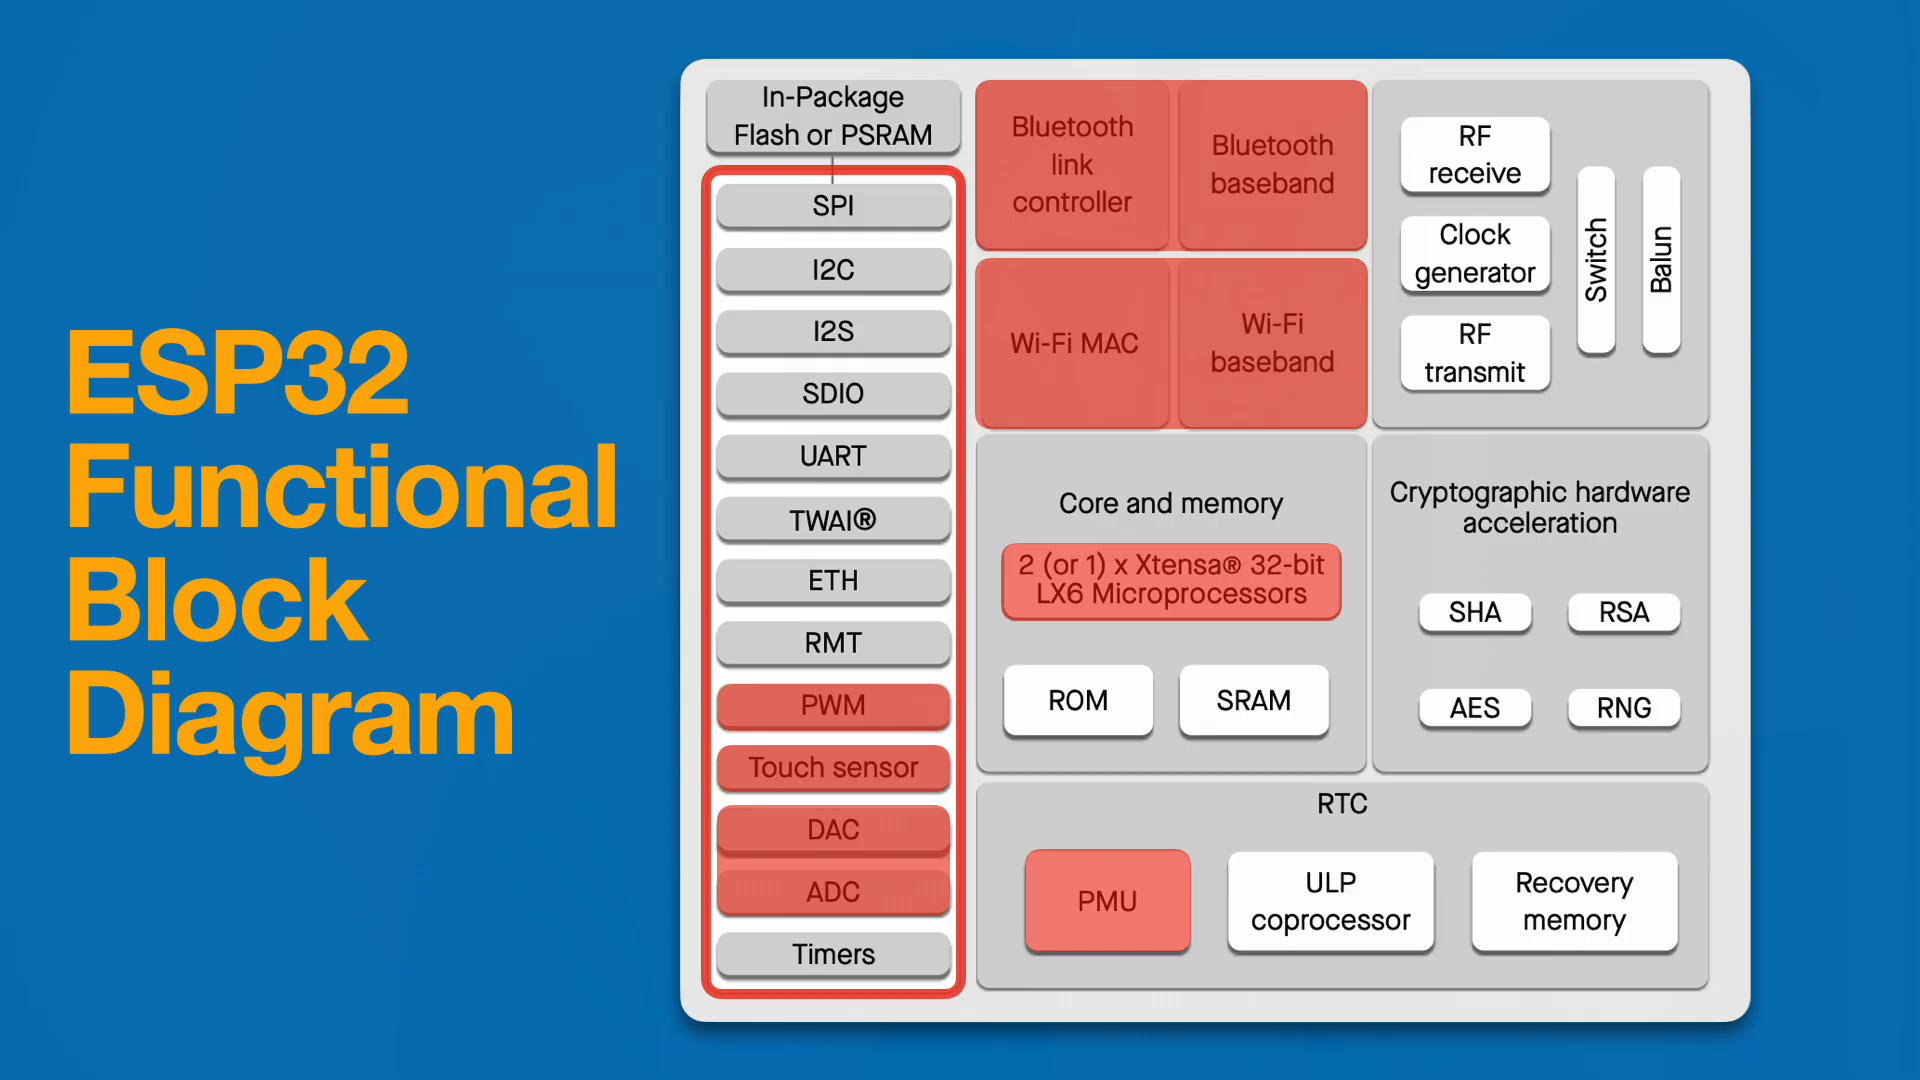 ESP32
Functional
Block
Diagram
In-Package
Flash or PSRAM
SPI
I2C
I2S
SDIO
UART
TWAI®
ETH
RMT
PWM
Touch sensor
DAC
ADC
Timers
Bluetooth
link
controller
Bluetooth
baseband
Wi-Fi MAC
Wi-Fi
baseband
RF
receive
Clock
generator
RF
transmit
Switch
Balun
Core and memory
2 (or 1) x Xtensa® 32-bit
LX6 Microprocessors
ROM
SRAM
Cryptographic hardware
acceleration
SHA
RSA
AES
RNG
RTC
PMU
ULP
coprocessor
Recovery
memory